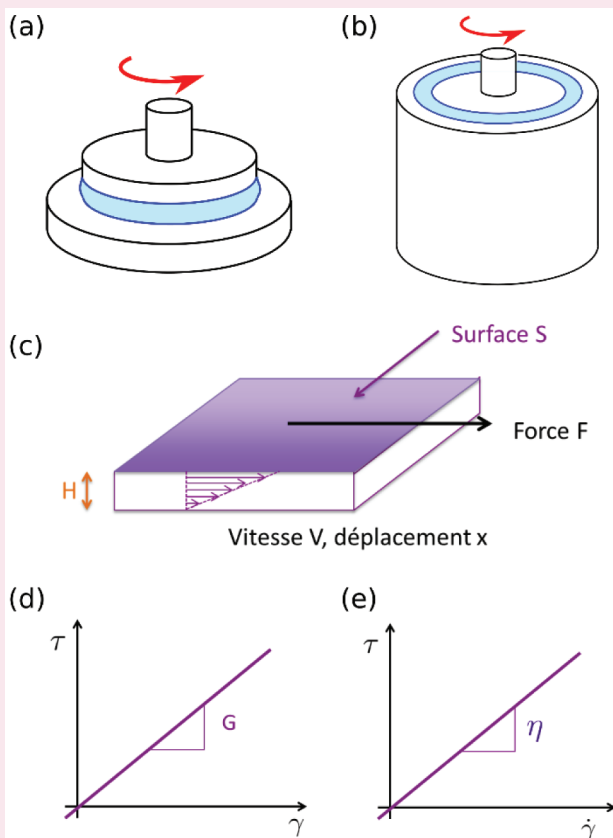 (a)
(b)
(c)
Surface S
Force F
H
Vitesse V, déplacement x
(d)
(e)
τ
G
γ
τ
η
γ̇